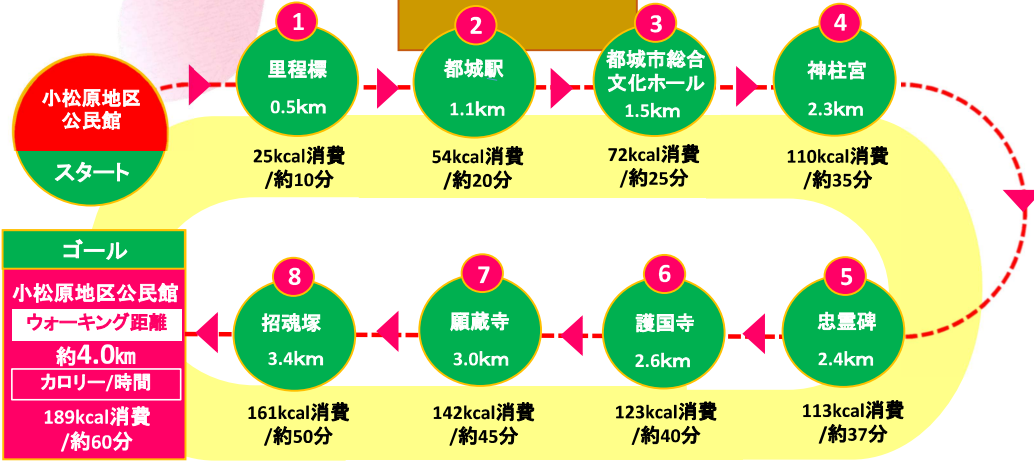 小松原地区
公民館
スタート
1
里程標
0.5km
25kcal消費
/約10分
2
都城駅
1.1km
54kcal消費
/約20分
3
都城市総合
文化ホール
1.5km
72kcal消費
/約25分
4
神柱宮
2.3km
110kcal消費
/約35分
5
忠霊碑
2.4km
113kcal消費
/約37分
6
護国寺
2.6km
123kcal消費
/約40分
7
願蔵寺
3.0km
142kcal消費
/約45分
8
招魂塚
3.4km
161kcal消費
/約50分
ゴール
小松原地区公民館
ウォーキング距離
約4.0㎞
カロリー/時間
189kcal消費
/約60分